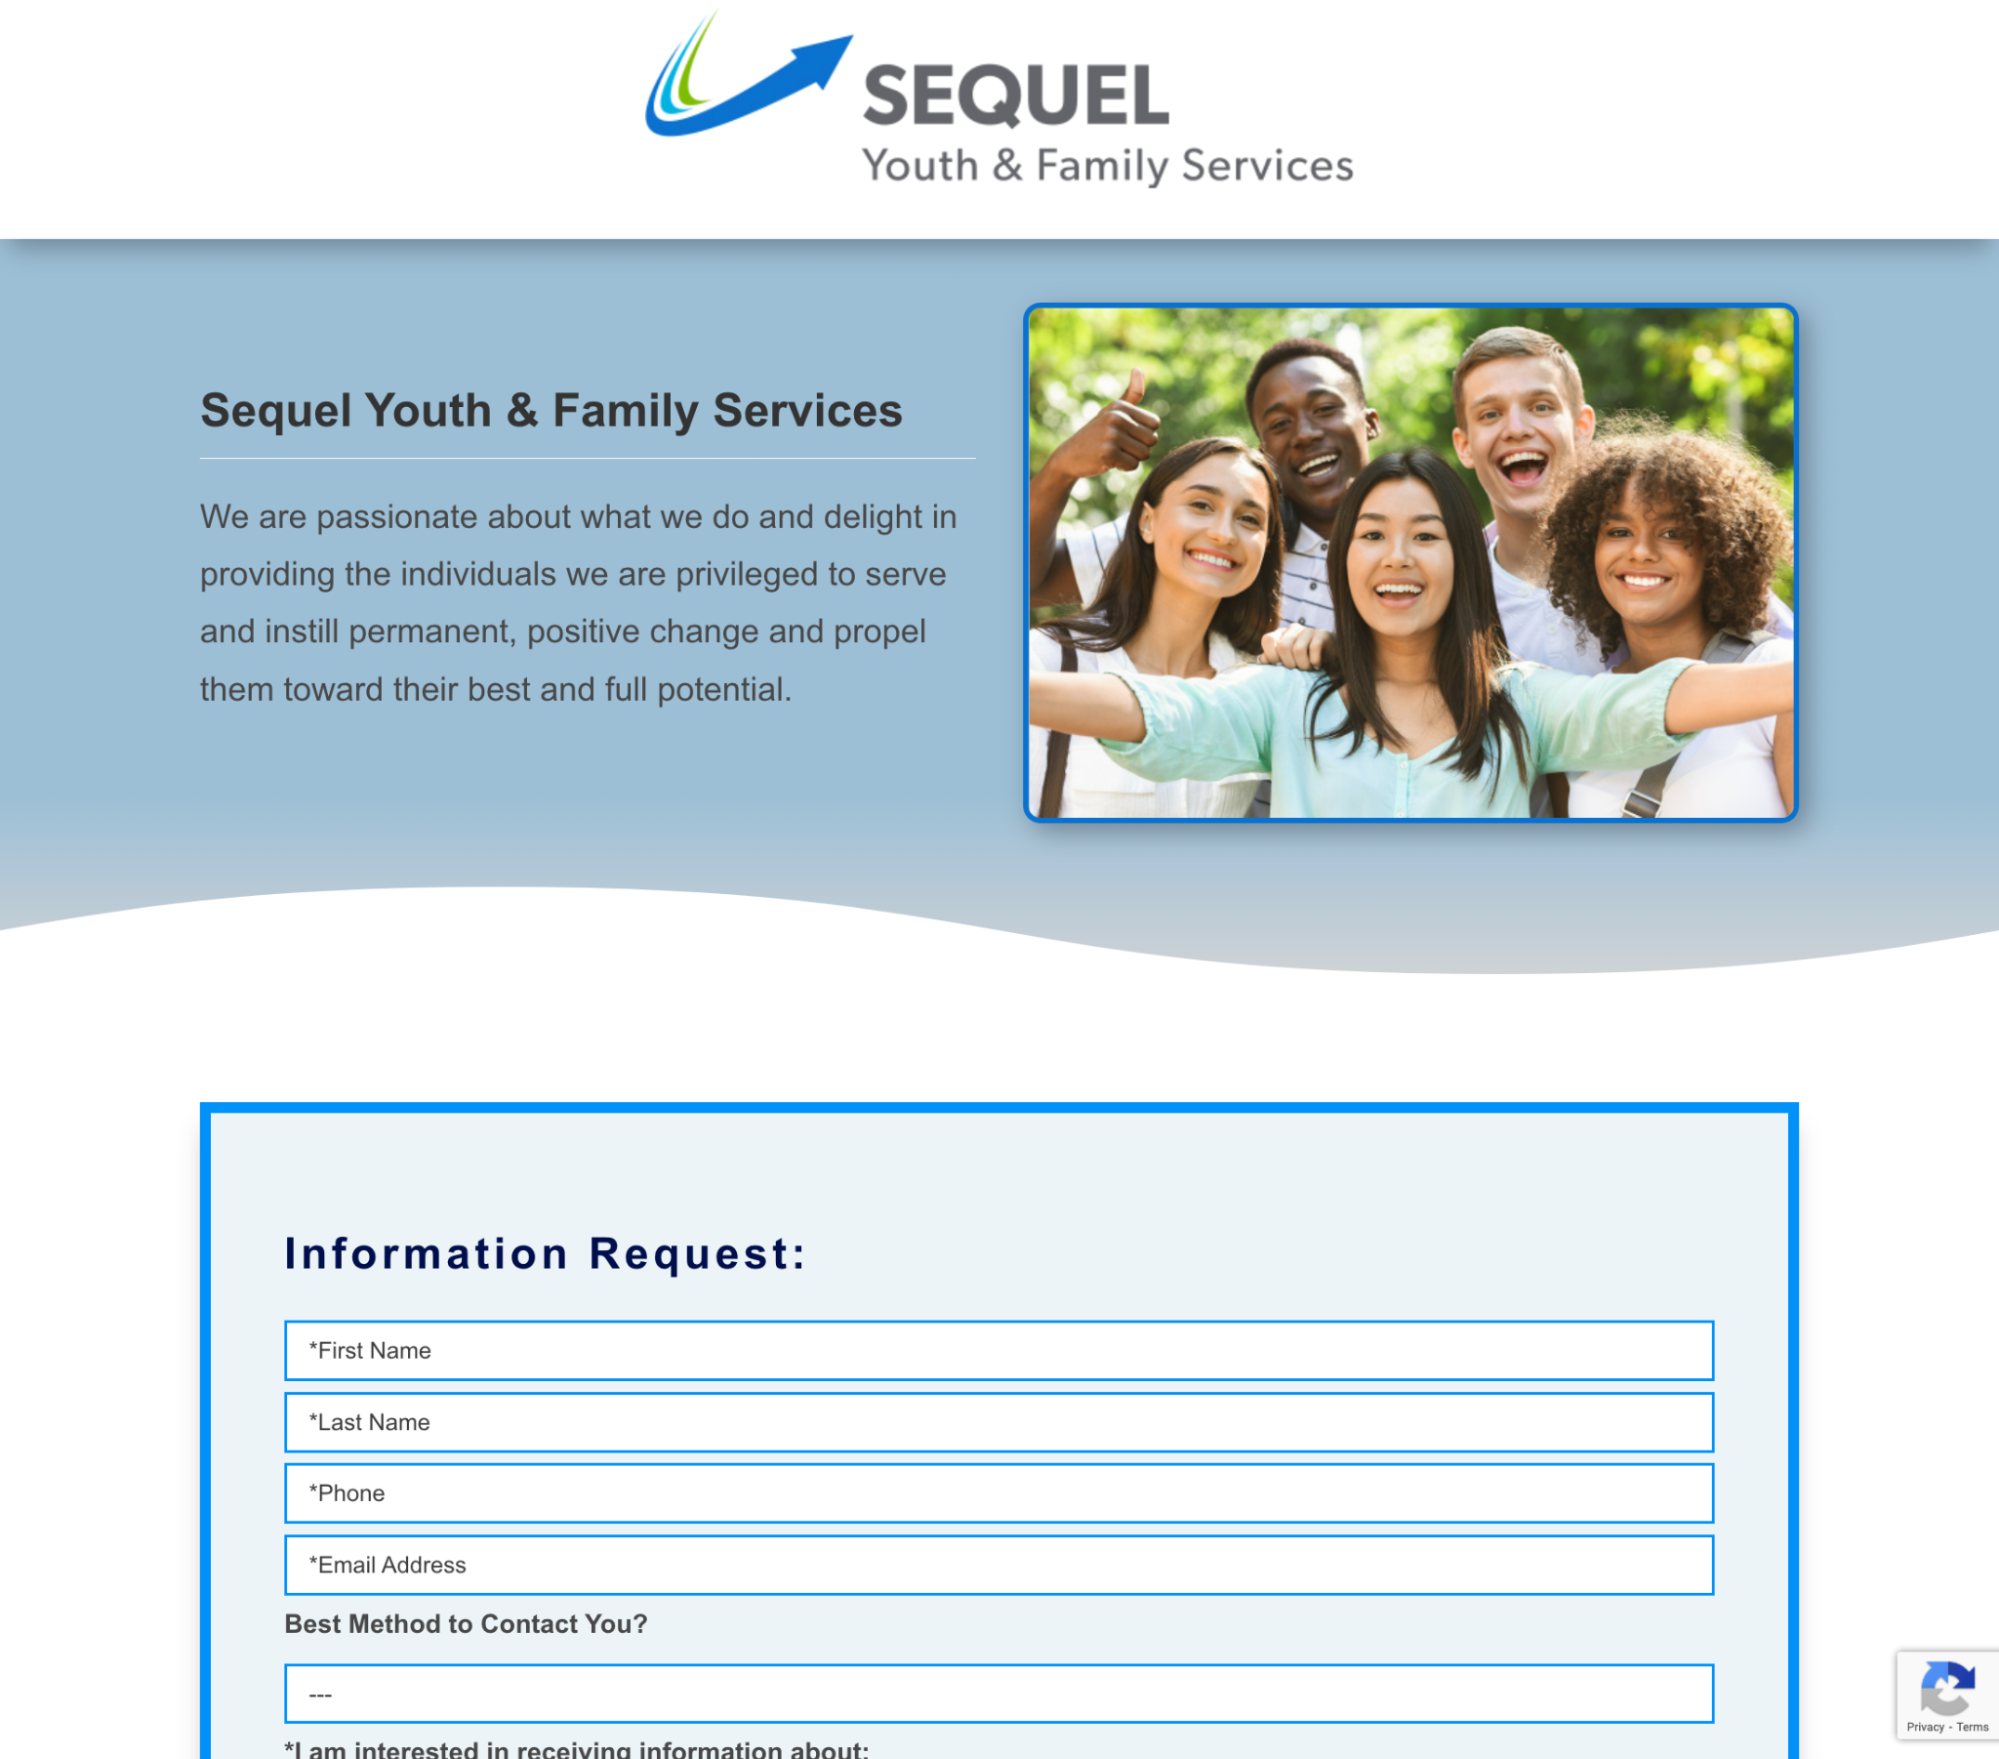 SEQUEL
Youth & Family Services
Sequel Youth & Family Services
We are passionate about what we do and delight in
providing the individuals we are privileged to serve
and instill permanent, positive change and propel
them toward their best and full potential.
Information Request:
*First Name
*Last Name
*Phone
*Email Address
Best Method to Contact You?
---
*I am interested in receiving information about:
Privacy - Terms